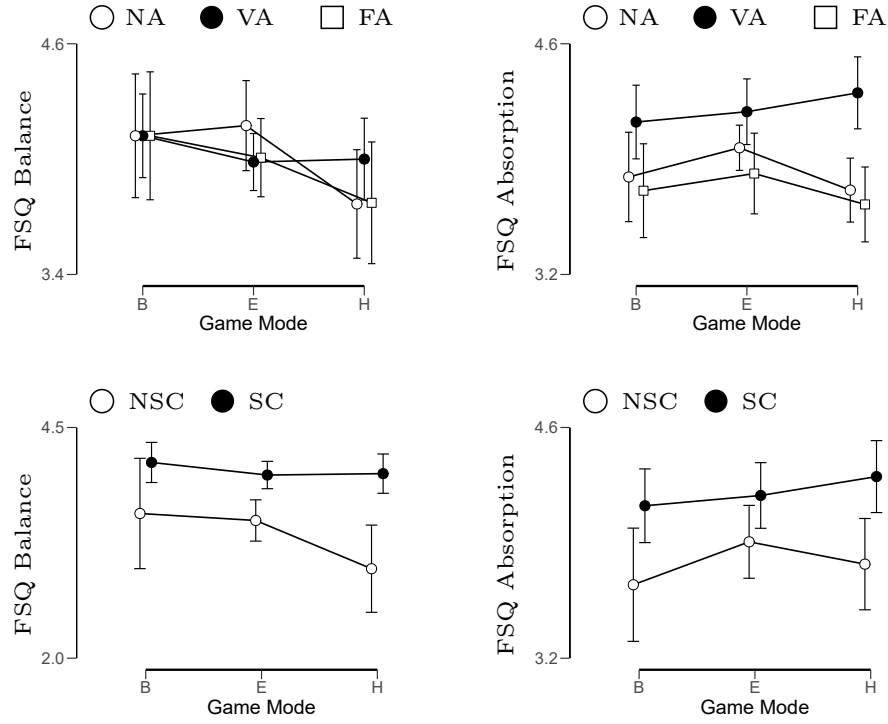 NA VA FA
4.6
FSQ Balance
3.4
B E H
Game Mode
NA VA FA
4.6
FSQ Absorption
3.2
B E H
Game Mode
NSC SC
4.5
FSQ Balance
2.0
B E H
Game Mode
NSC SC
4.6
FSQ Absorption
3.2
B E H
Game Mode